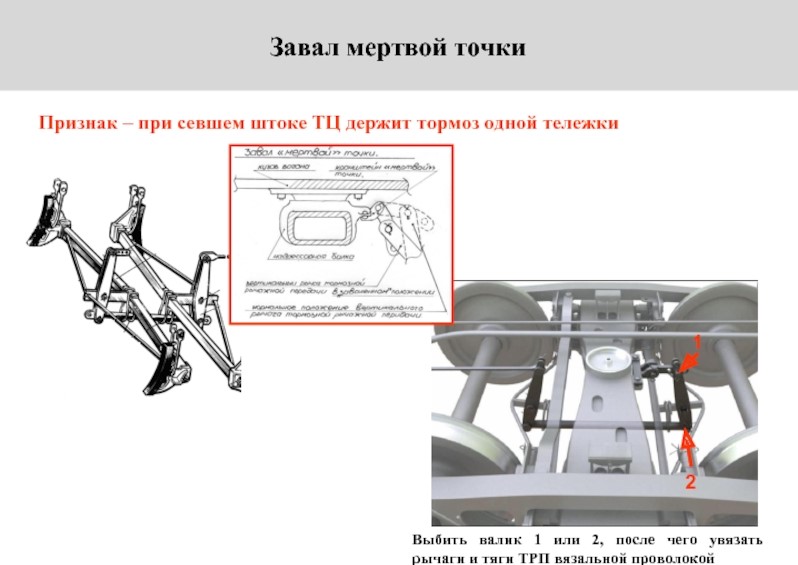 Завал мертвой точки
Признак – при севшем штоке ТЦ держит тормоз одной тележки
Завал «мертвой» точки.
кузов вагона
кронштейн «мертвой»
точки.
надрессорная балка
вертикальный рычаг тормозной
рычажной передачи в заваленном положении
нормальное положение вертикального
рычага тормозной рычажной передачи.
1
2
Выбить валик 1 или 2, после чего увязать
рычаги и тяги ТРП вязальной проволокой